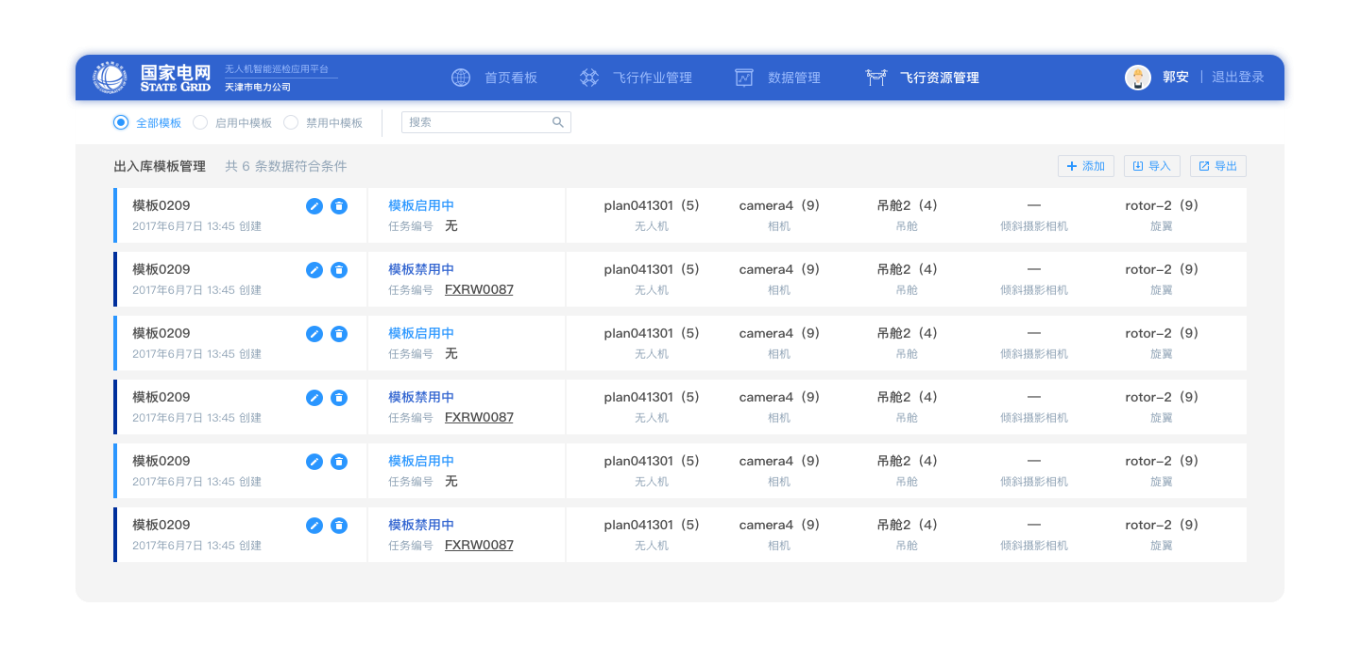 国家电网 无人机智能巡检应用平台
STATE GRID 天津市电力公司
首页看板 飞行作业管理 数据管理 飞行资源管理 郭安 | 退出登录
全部模板 启用中模板 禁用中模板 搜索
出入库模板管理 共 6 条数据符合条件 添加 导入 导出
模板0209 模板启用中 plan041301（5） camera4（9） 吊舱2（4） — rotor–2（9）
2017年6月7日 13:45 创建 任务编号 无 无人机 相机 吊舱 倾斜摄影相机 旋翼
模板0209 模板禁用中 plan041301（5） camera4（9） 吊舱2（4） — rotor–2（9）
2017年6月7日 13:45 创建 任务编号 FXRW0087 无人机 相机 吊舱 倾斜摄影相机 旋翼
模板0209 模板启用中 plan041301（5） camera4（9） 吊舱2（4） — rotor–2（9）
2017年6月7日 13:45 创建 任务编号 无 无人机 相机 吊舱 倾斜摄影相机 旋翼
模板0209 模板禁用中 plan041301（5） camera4（9） 吊舱2（4） — rotor–2（9）
2017年6月7日 13:45 创建 任务编号 FXRW0087 无人机 相机 吊舱 倾斜摄影相机 旋翼
模板0209 模板启用中 plan041301（5） camera4（9） 吊舱2（4） — rotor–2（9）
2017年6月7日 13:45 创建 任务编号 无 无人机 相机 吊舱 倾斜摄影相机 旋翼
模板0209 模板禁用中 plan041301（5） camera4（9） 吊舱2（4） — rotor–2（9）
2017年6月7日 13:45 创建 任务编号 FXRW0087 无人机 相机 吊舱 倾斜摄影相机 旋翼